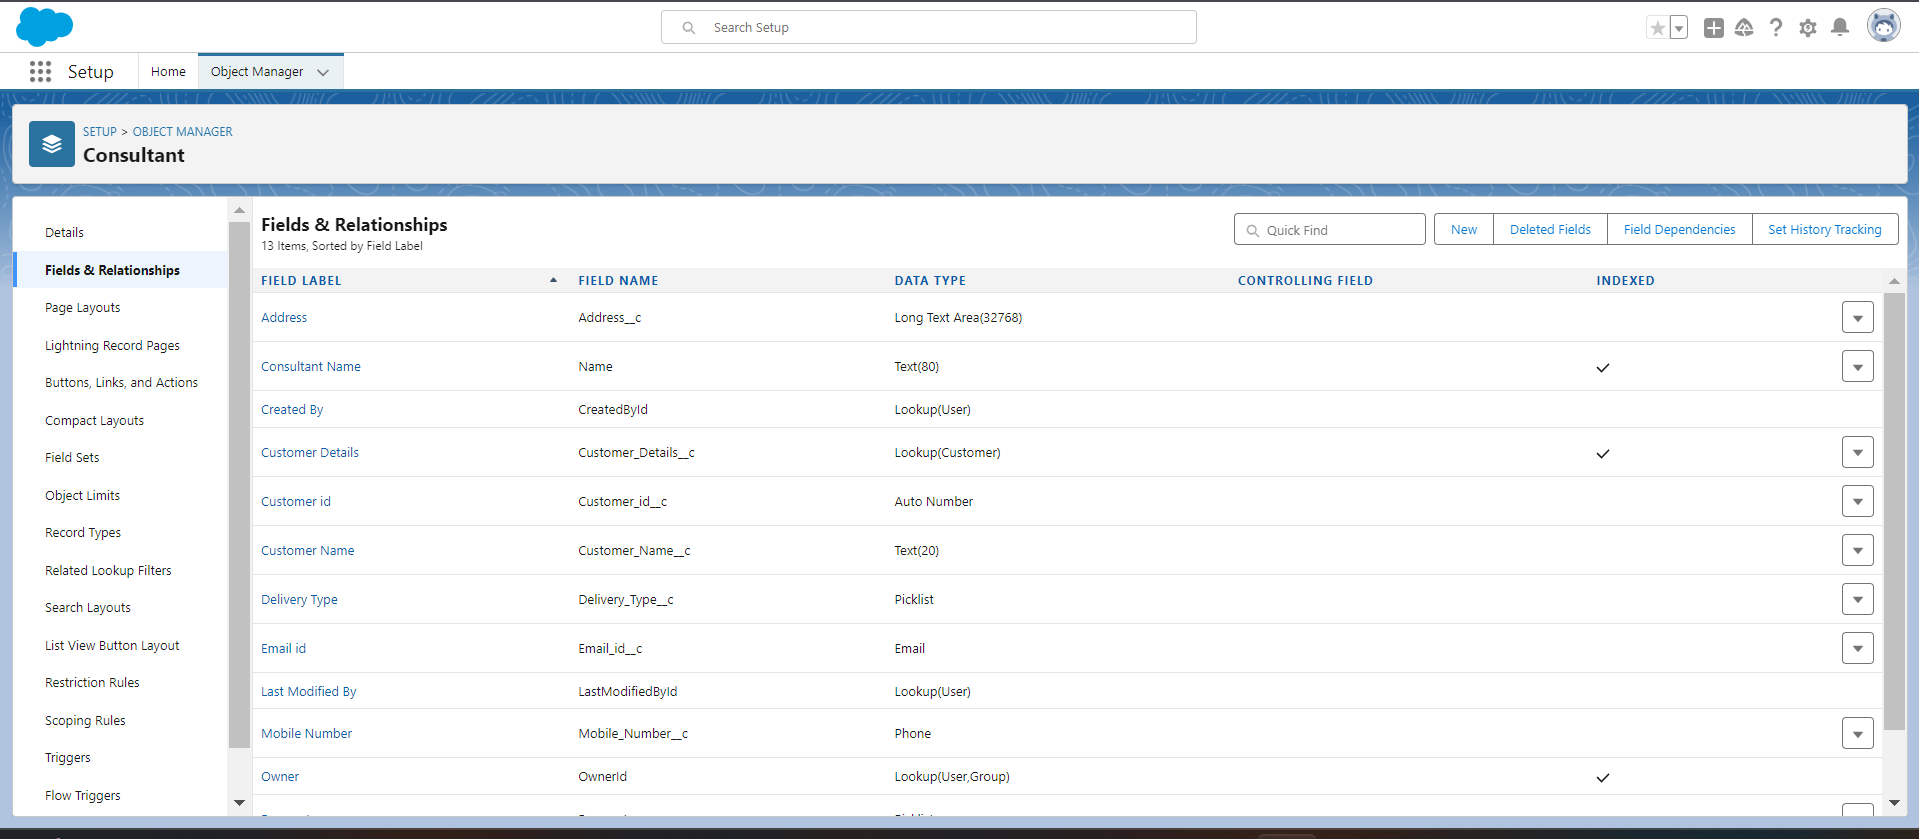 Search Setup
Setup
Home
Object Manager
SETUP > OBJECT MANAGER
Consultant
Details
Fields & Relationships
Page Layouts
Lightning Record Pages
Buttons, Links, and Actions
Compact Layouts
Field Sets
Object Limits
Record Types
Related Lookup Filters
Search Layouts
List View Button Layout
Restriction Rules
Scoping Rules
Triggers
Flow Triggers
Fields & Relationships
13 Items, Sorted by Field Label
Quick Find
New
Deleted Fields
Field Dependencies
Set History Tracking
FIELD LABEL FIELD NAME DATA TYPE CONTROLLING FIELD INDEXED
Address Address__c Long Text Area(32768)
Consultant Name Name Text(80)
Created By CreatedById Lookup(User)
Customer Details Customer_Details__c Lookup(Customer)
Customer id Customer_id__c Auto Number
Customer Name Customer_Name__c Text(20)
Delivery Type Delivery_Type__c Picklist
Email id Email_id__c Email
Last Modified By LastModifiedById Lookup(User)
Mobile Number Mobile_Number__c Phone
Owner OwnerId Lookup(User,Group)